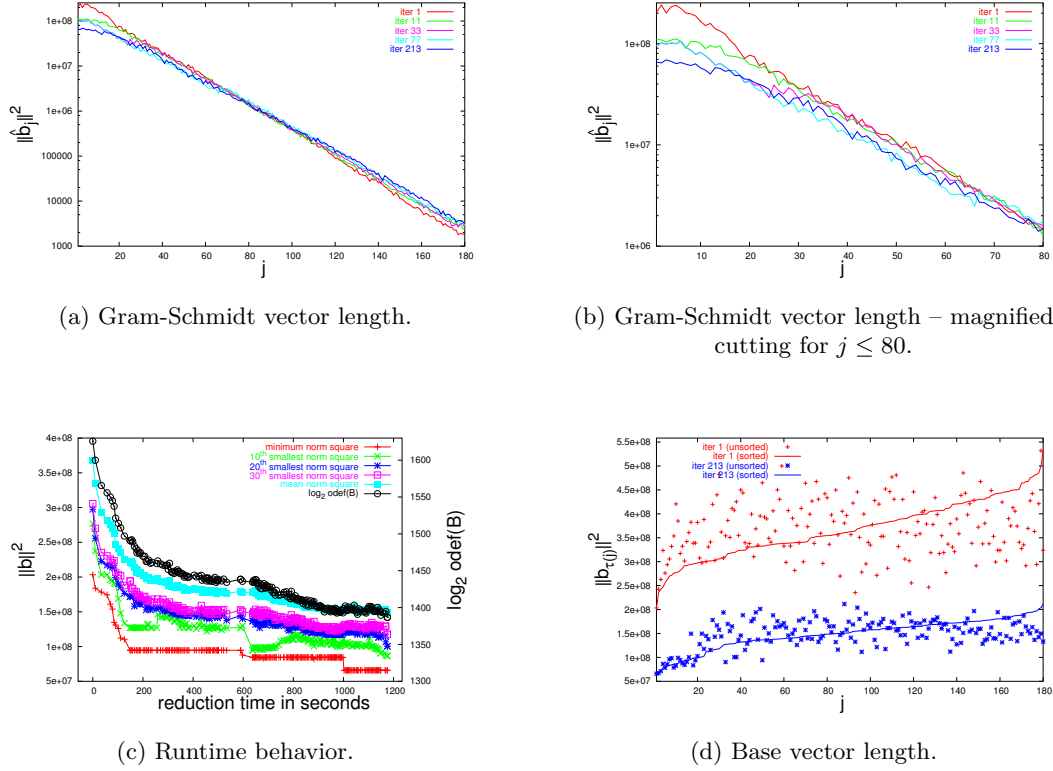 iter 1
iter 11
iter 33
iter 77
iter 213
1e+08
1e+07
1e+06
100000
10000
1000
20 40 60 80 100 120 140 160 180
||b̂j||²
j
(a) Gram-Schmidt vector length.
iter 1
iter 11
iter 33
iter 77
iter 213
1e+08
1e+07
1e+06
10 20 30 40 50 60 70 80
||b̂j||²
j
(b) Gram-Schmidt vector length – magnified
cutting for j ≤ 80.
minimum norm square
10th smallest norm square
20th smallest norm square
30th smallest norm square
mean norm square
log2 odef(B)
4e+08
3.5e+08
3e+08
2.5e+08
2e+08
1.5e+08
1e+08
5e+07
0 200 400 600 800 1000 1200
1600
1550
1500
1450
1400
1350
1300
||b||²
log2 odef(B)
reduction time in seconds
(c) Runtime behavior.
iter 1 (unsorted)
iter 1 (sorted)
iter 213 (unsorted)
iter 213 (sorted)
5.5e+08
5e+08
4.5e+08
4e+08
3.5e+08
3e+08
2.5e+08
2e+08
1.5e+08
1e+08
5e+07
20 40 60 80 100 120 140 160 180
||bτ(j)||²
j
(d) Base vector length.